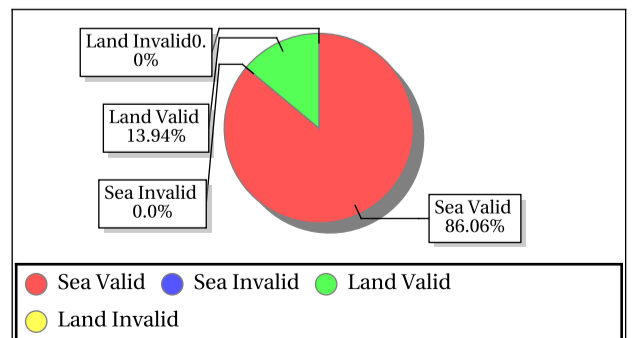 Land Invalid0.
0%
Land Valid
13.94%
Sea Invalid
0.0%
Sea Valid
86.06%
Sea Valid Sea Invalid Land Valid
Land Invalid